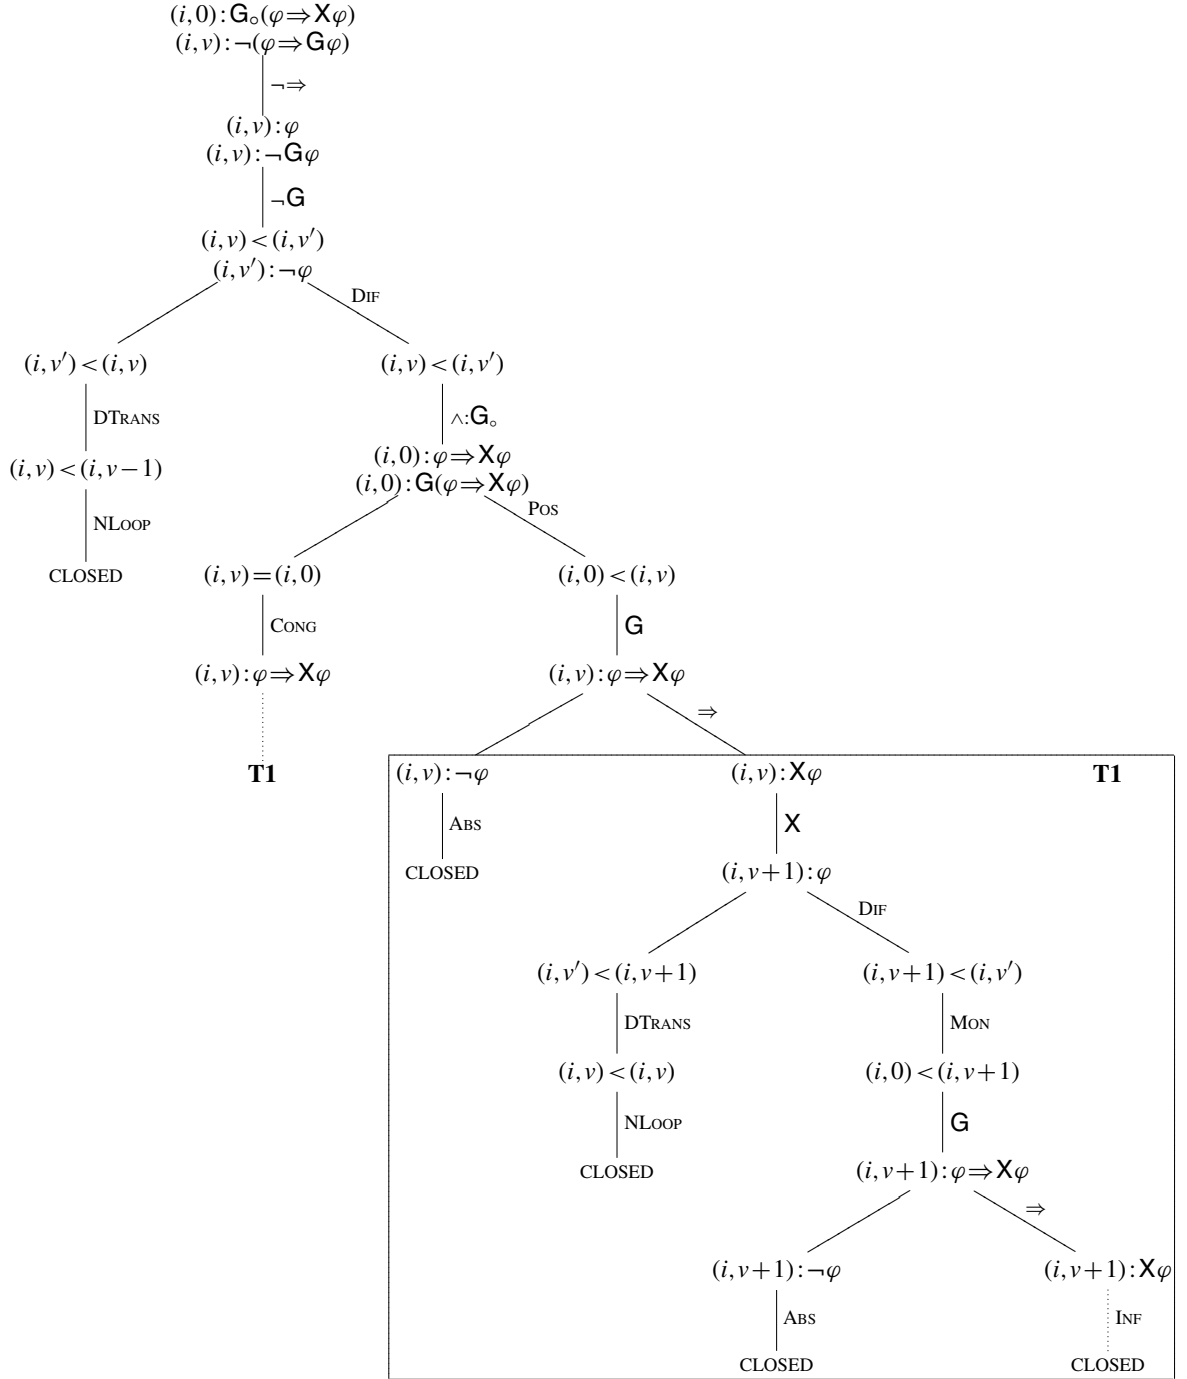 (i,0):G∘(φ⇒Xφ)
(i,v):¬(φ⇒Gφ)
¬⇒
(i,v):φ
(i,v):¬Gφ
¬G
(i,v)<(i,v′)
(i,v′):¬φ
DIF
(i,v′)<(i,v) (i,v)<(i,v′)
DTRANS ∧:G∘
(i,v)<(i,v−1) (i,0):φ⇒Xφ
(i,0):G(φ⇒Xφ)
NLOOP POS
CLOSED (i,v)=(i,0) (i,0)<(i,v)
CONG G
(i,v):φ⇒Xφ (i,v):φ⇒Xφ
⇒
T1 (i,v):¬φ (i,v):Xφ T1
ABS X
CLOSED (i,v+1):φ
DIF
(i,v′)<(i,v+1) (i,v+1)<(i,v′)
DTRANS MON
(i,v)<(i,v) (i,0)<(i,v+1)
NLOOP G
CLOSED (i,v+1):φ⇒Xφ
⇒
(i,v+1):¬φ (i,v+1):Xφ
ABS INF
CLOSED CLOSED